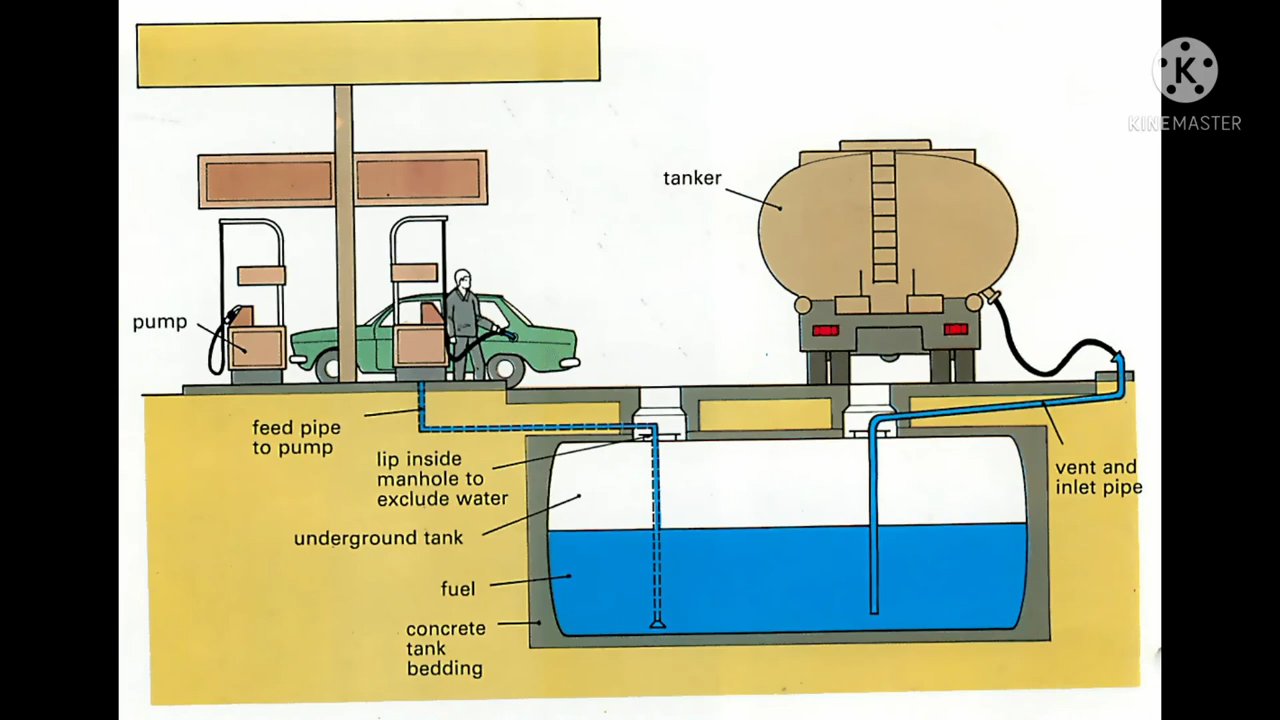 K
KINEMASTER
tanker
pump
feed pipe
to pump
lip inside
manhole to
exclude water
vent and
inlet pipe
underground tank
fuel
concrete
tank
bedding